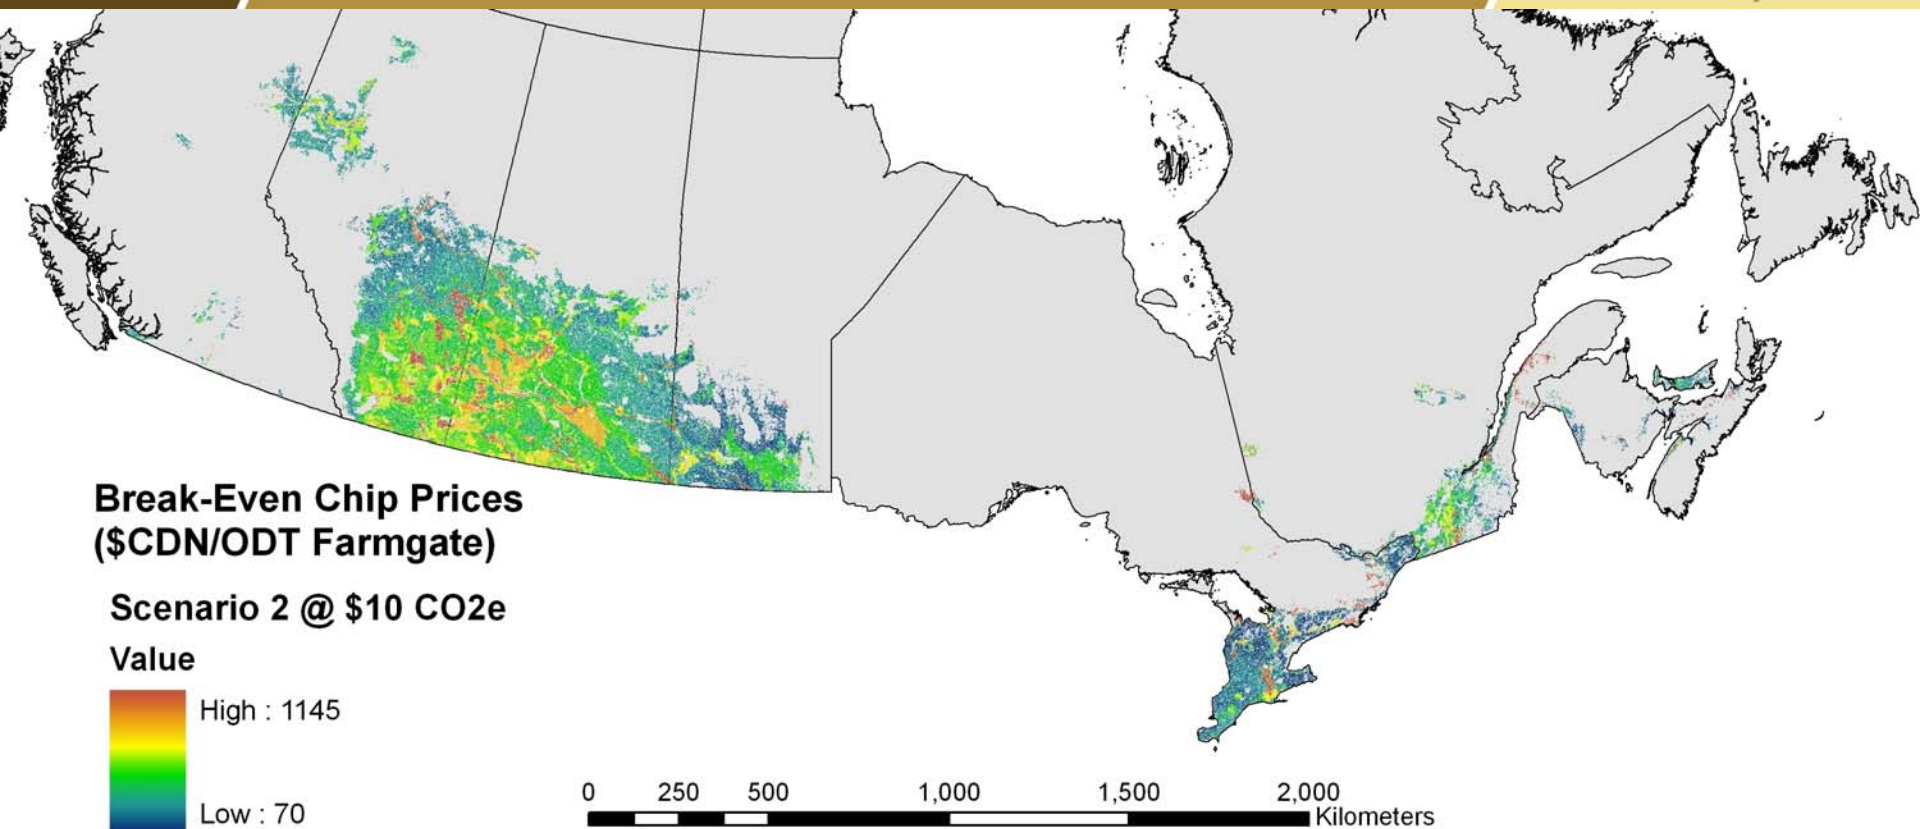 Break-Even Chip Prices
($CDN/ODT Farmgate)
Scenario 2 @ $10 CO2e
Value
High : 1145
Low : 70
0 250 500 1,000 1,500 2,000
Kilometers